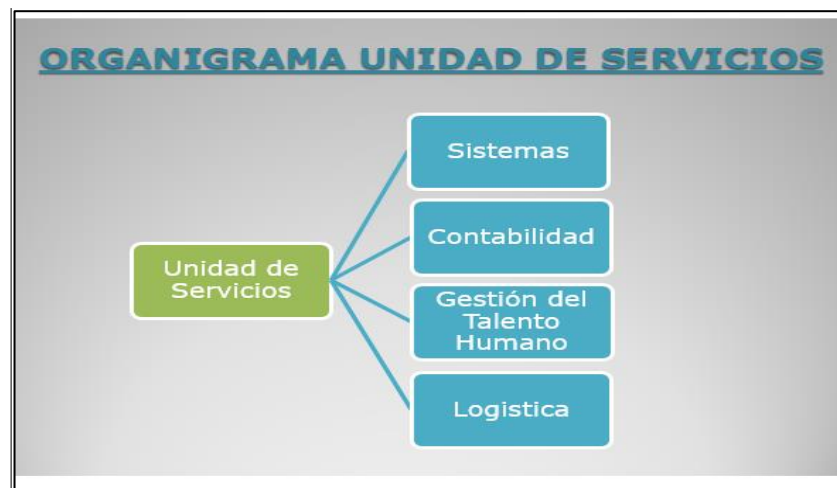 ORGANIGRAMA UNIDAD DE SERVICIOS
Sistemas
Contabilidad
Unidad de
Servicios
Gestión del
Talento
Humano
Logistica